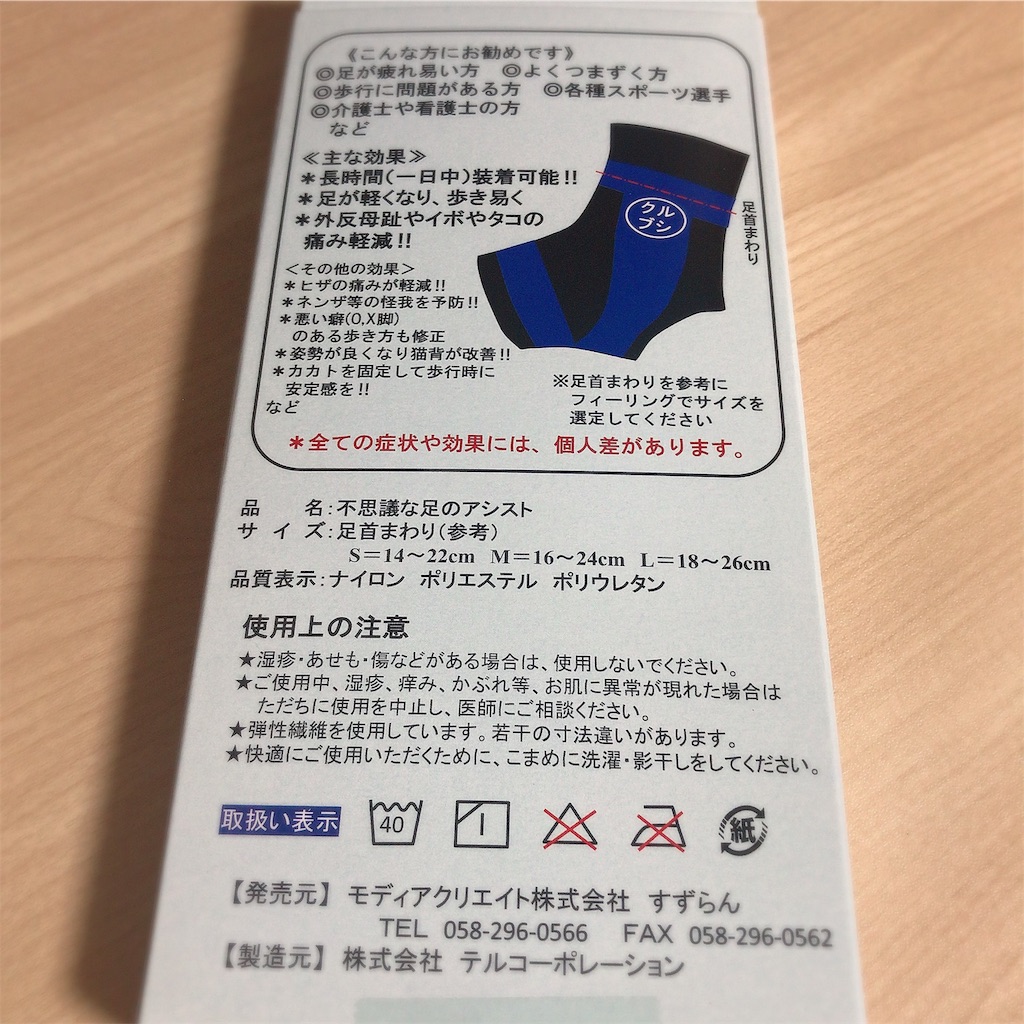 《こんな方にお勧めです》
◎足が疲れ易い方　◎よくつまずく方
◎歩行に問題がある方　◎各種スポーツ選手
◎介護士や看護士の方
など
≪主な効果≫
＊長時間(一日中)装着可能!!
＊足が軽くなり、歩き易く
＊外反母趾やイボやタコの
痛み軽減!!
＜その他の効果＞
＊ヒザの痛みが軽減!!
＊ネンザ等の怪我を予防!!
＊悪い癖(O,X脚)
のある歩き方も修正
＊姿勢が良くなり猫背が改善!!
＊カカトを固定して歩行時に
安定感を!!
など
クル
ブシ
足首まわり
※足首まわりを参考に
フィーリングでサイズを
選定してください
＊全ての症状や効果には、個人差があります。
品　名：不思議な足のアシスト
サイズ：足首まわり(参考)
S＝14～22cm　M＝16～24cm　L＝18～26cm
品質表示：ナイロン　ポリエステル　ポリウレタン
使用上の注意
★湿疹・あせも・傷などがある場合は、使用しないでください。
★ご使用中、湿疹、痒み、かぶれ等、お肌に異常が現れた場合は
ただちに使用を中止し、医師にご相談ください。
★弾性繊維を使用しています。若干の寸法違いがあります。
★快適にご使用いただくために、こまめに洗濯・影干しをしてください。
取扱い表示　40　紙
【発売元】モディアクリエイト株式会社　すずらん
TEL 058-296-0566　FAX 058-296-0562
【製造元】株式会社　テルコーポレーション